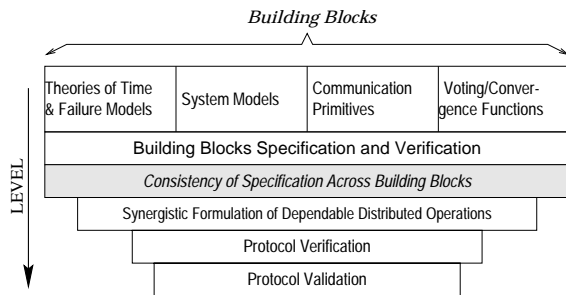 Building Blocks
Theories of Time
& Failure Models
System Models
Communication
Primitives
Voting/Conver-
gence Functions
Building Blocks Specification and Verification
Consistency of Specification Across Building Blocks
Synergistic Formulation of Dependable Distributed Operations
Protocol Verification
Protocol Validation
LEVEL